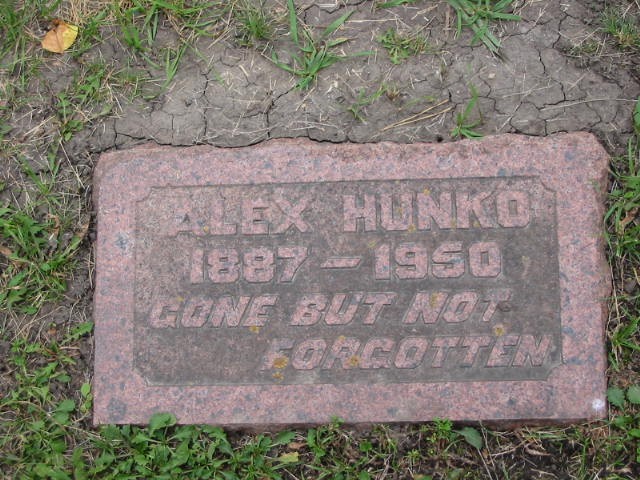 ALEX HUNKO
1887 — 1950
GONE BUT NOT
FORGOTTEN